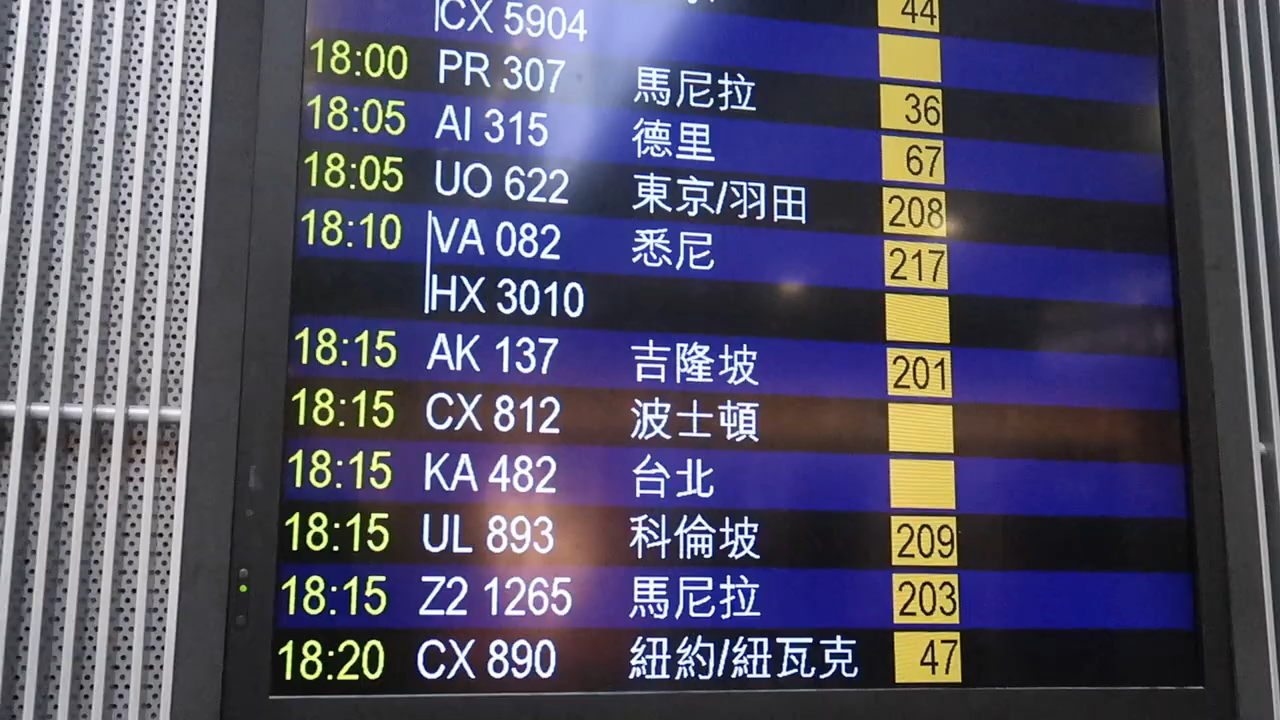 CX 5904 44
18:00 PR 307 馬尼拉 36
18:05 AI 315 德里 67
18:05 UO 622 東京/羽田 208
18:10 VA 082 悉尼 217
HX 3010
18:15 AK 137 吉隆坡 201
18:15 CX 812 波士頓
18:15 KA 482 台北
18:15 UL 893 科倫坡 209
18:15 Z2 1265 馬尼拉 203
18:20 CX 890 紐約/紐瓦克 47